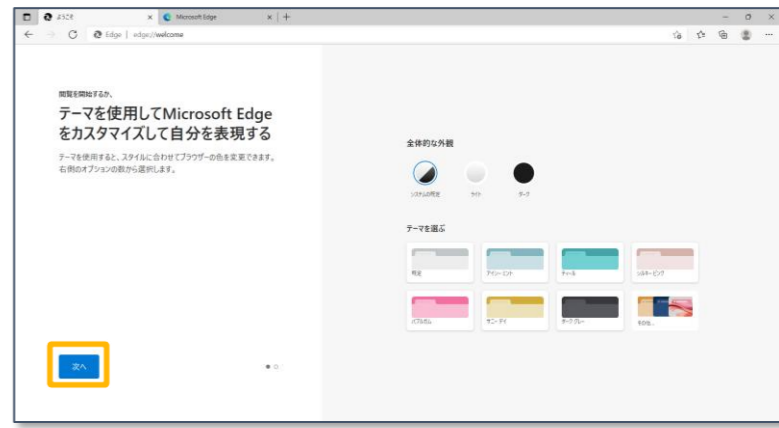 ようこそ
Microsoft Edge
Edge | edge://welcome
閲覧を開始するか、
テーマを使用してMicrosoft Edge
をカスタマイズして自分を表現する
テーマを使用すると、スタイルに合わせてブラウザーの色を変更できます。
右側のオプションの数から選択します。
全体的な外観
システムの既定 ライト ダーク
テーマを選ぶ
既定 アイシー ミント ティール シルキー ピンク
バブルガム サニー デイ ダーク グレー その他...
次へ